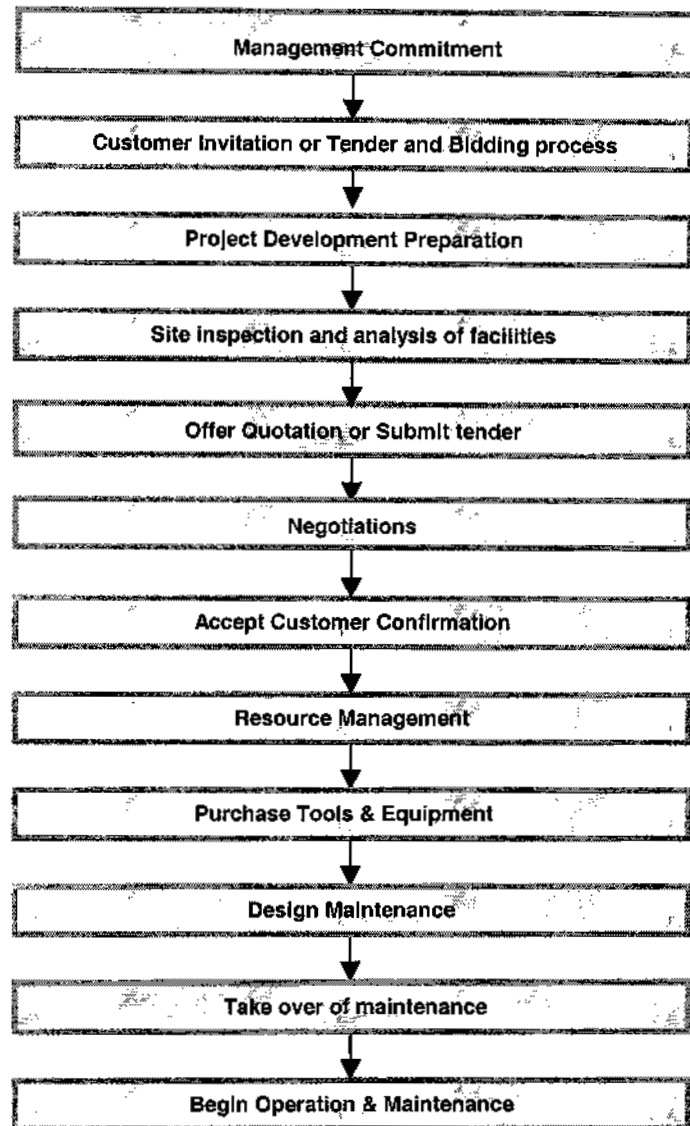 Management Commitment
Customer Invitation or Tender and Bidding process
Project Development Preparation
Site inspection and analysis of facilities
Offer Quotation or Submit tender
Negotiations
Accept Customer Confirmation
Resource Management
Purchase Tools & Equipment
Design Maintenance
Take over of maintenance
Begin Operation & Maintenance